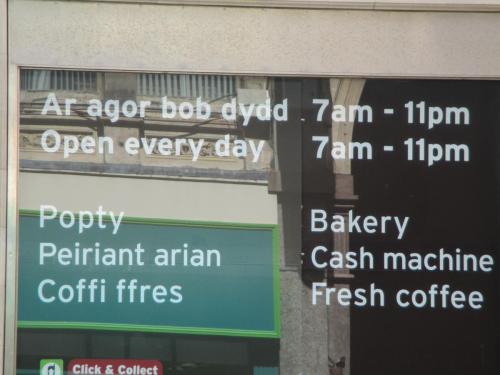 Ar agor bob dydd 7am - 11pm
Open every day 7am - 11pm
Popty Bakery
Peiriant arian Cash machine
Coffi ffres Fresh coffee
Click & Collect